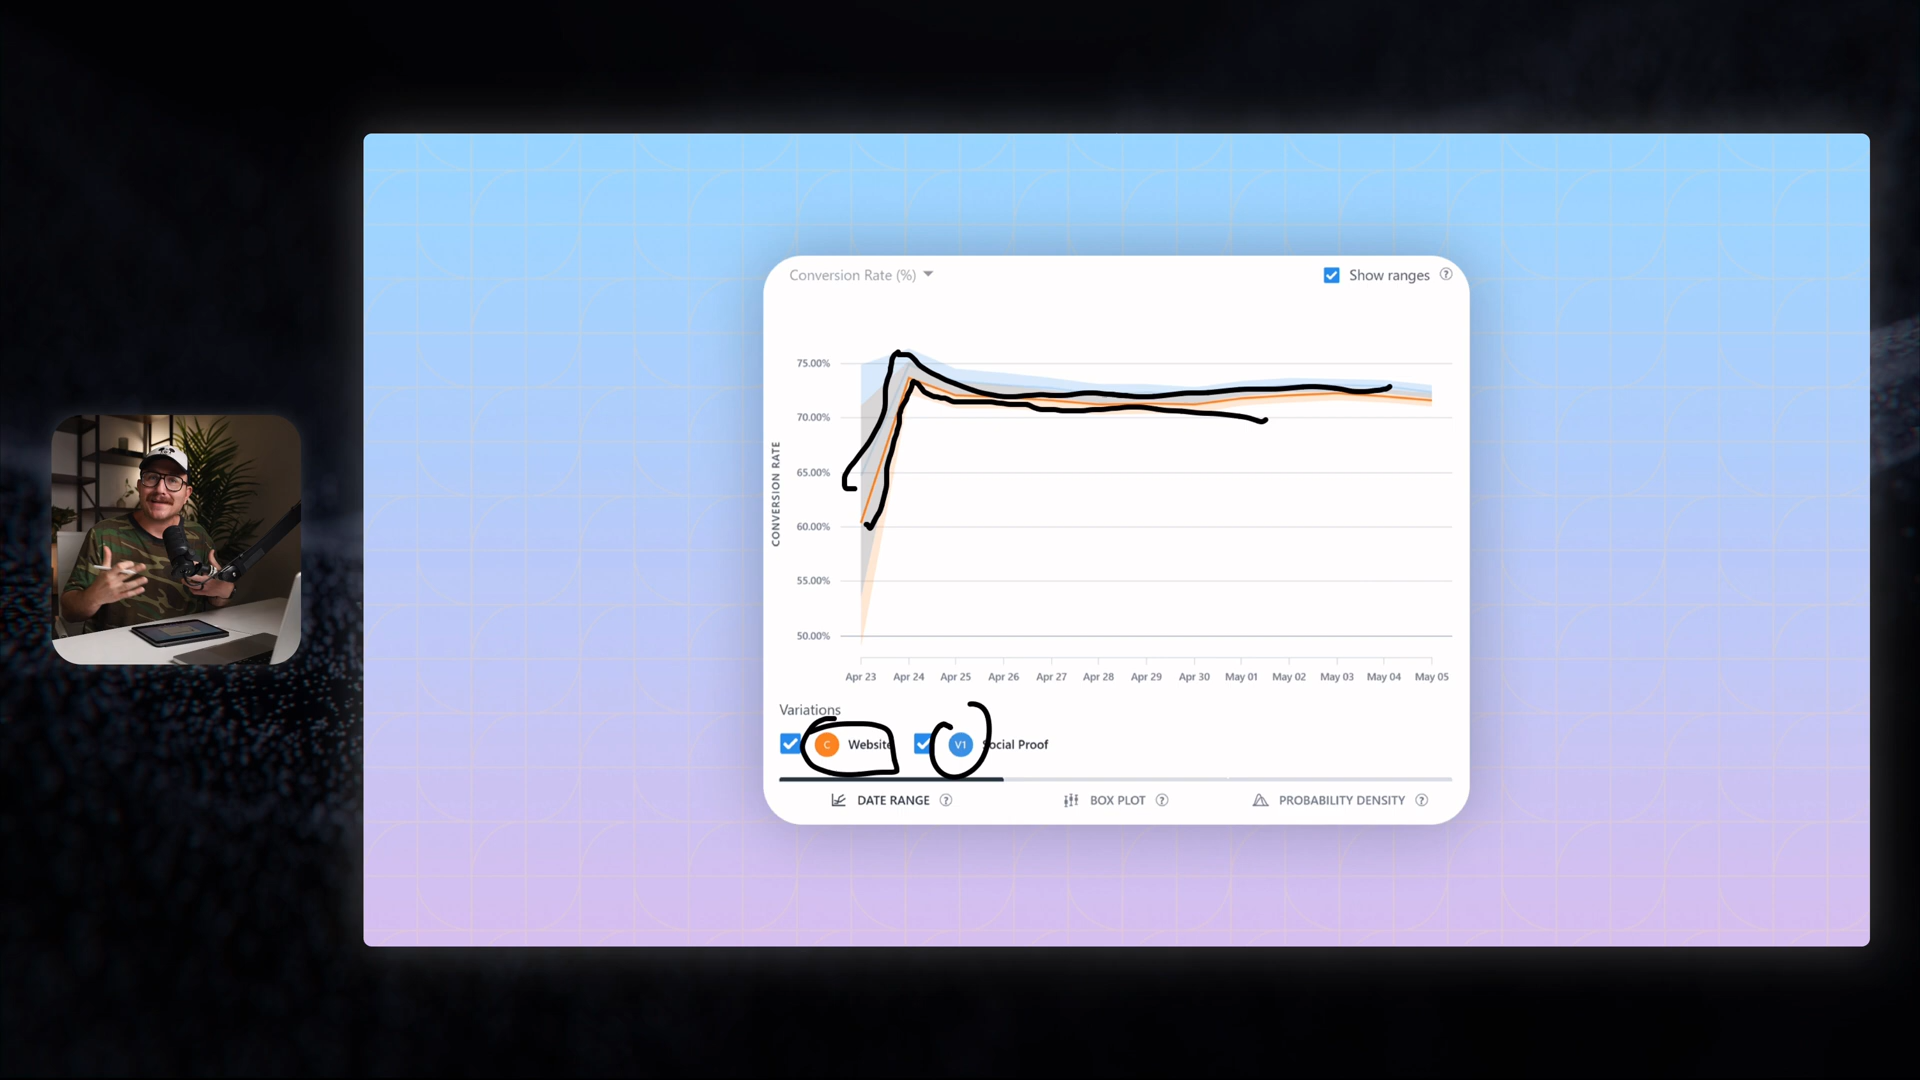 Conversion Rate (%)
Show ranges ?
75.00%
70.00%
65.00%
60.00%
55.00%
50.00%
CONVERSION RATE
Apr 23 Apr 24 Apr 25 Apr 26 Apr 27 Apr 28 Apr 29 Apr 30 May 01 May 02 May 03 May 04 May 05
Variations
C Website V1 Social Proof
DATE RANGE ? BOX PLOT ? PROBABILITY DENSITY ?